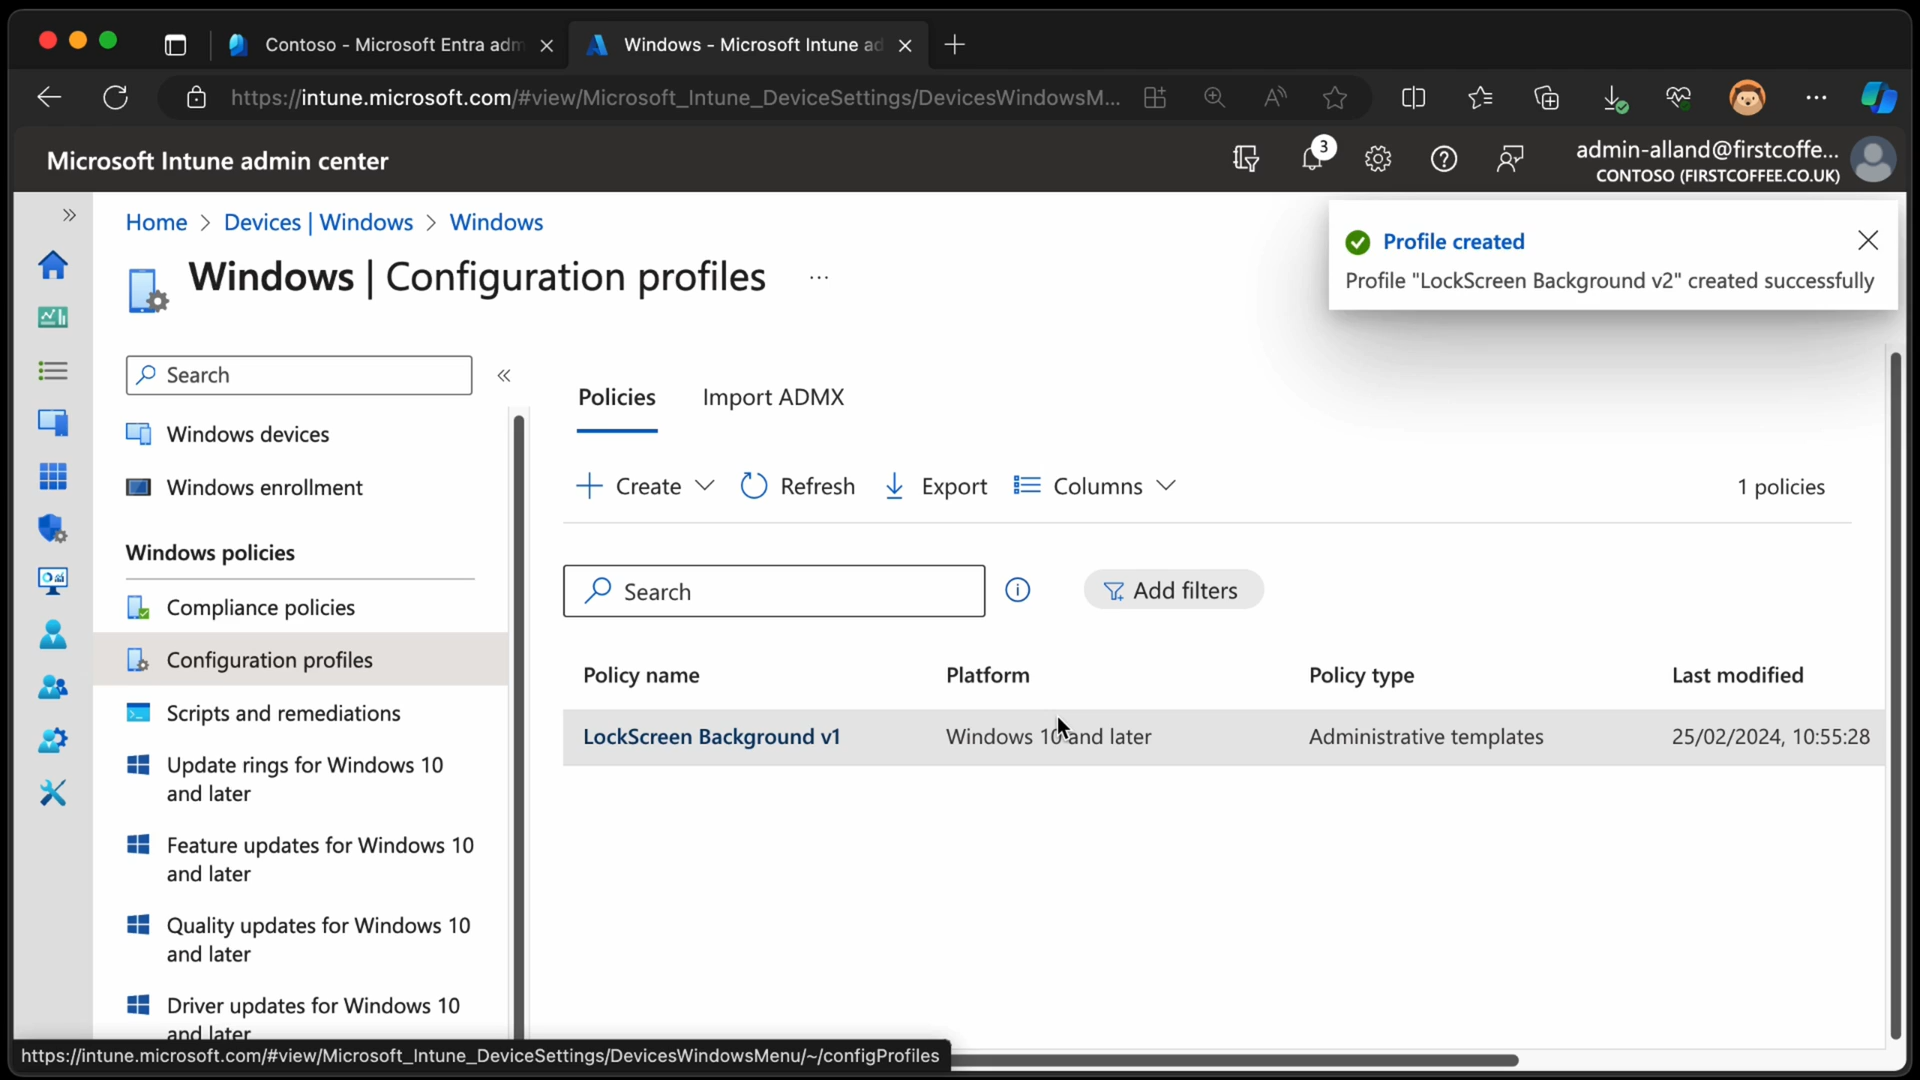 Contoso - Microsoft Entra adm
Windows - Microsoft Intune ad
https://intune.microsoft.com/#view/Microsoft_Intune_DeviceSettings/DevicesWindowsM...
Microsoft Intune admin center
3
admin-alland@firstcoffe...
CONTOSO (FIRSTCOFFEE.CO.UK)
Home > Devices | Windows > Windows
Windows | Configuration profiles
...
Profile created
Profile "LockScreen Background v2" created successfully
Search
Windows devices
Windows enrollment
Windows policies
Compliance policies
Configuration profiles
Scripts and remediations
Update rings for Windows 10
and later
Feature updates for Windows 10
and later
Quality updates for Windows 10
and later
Driver updates for Windows 10
and later
Policies Import ADMX
Create Refresh Export Columns 1 policies
Search Add filters
Policy name Platform Policy type Last modified
LockScreen Background v1 Windows 10 and later Administrative templates 25/02/2024, 10:55:28
https://intune.microsoft.com/#view/Microsoft_Intune_DeviceSettings/DevicesWindowsMenu/~/configProfiles